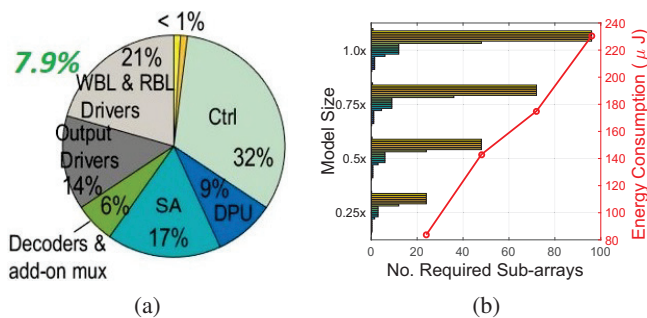 < 1%
7.9%
21%
WBL & RBL
Drivers
Ctrl
32%
Output
Drivers
14%
9%
DPU
6%
SA
17%
Decoders &
add-on mux
(a)
Model Size
1.0x
0.75x
0.5x
0.25x
0
20
40
60
80
100
No. Required Sub-arrays
240
220
200
180
160
140
120
100
80
Energy Consumption ( μ J)
(b)